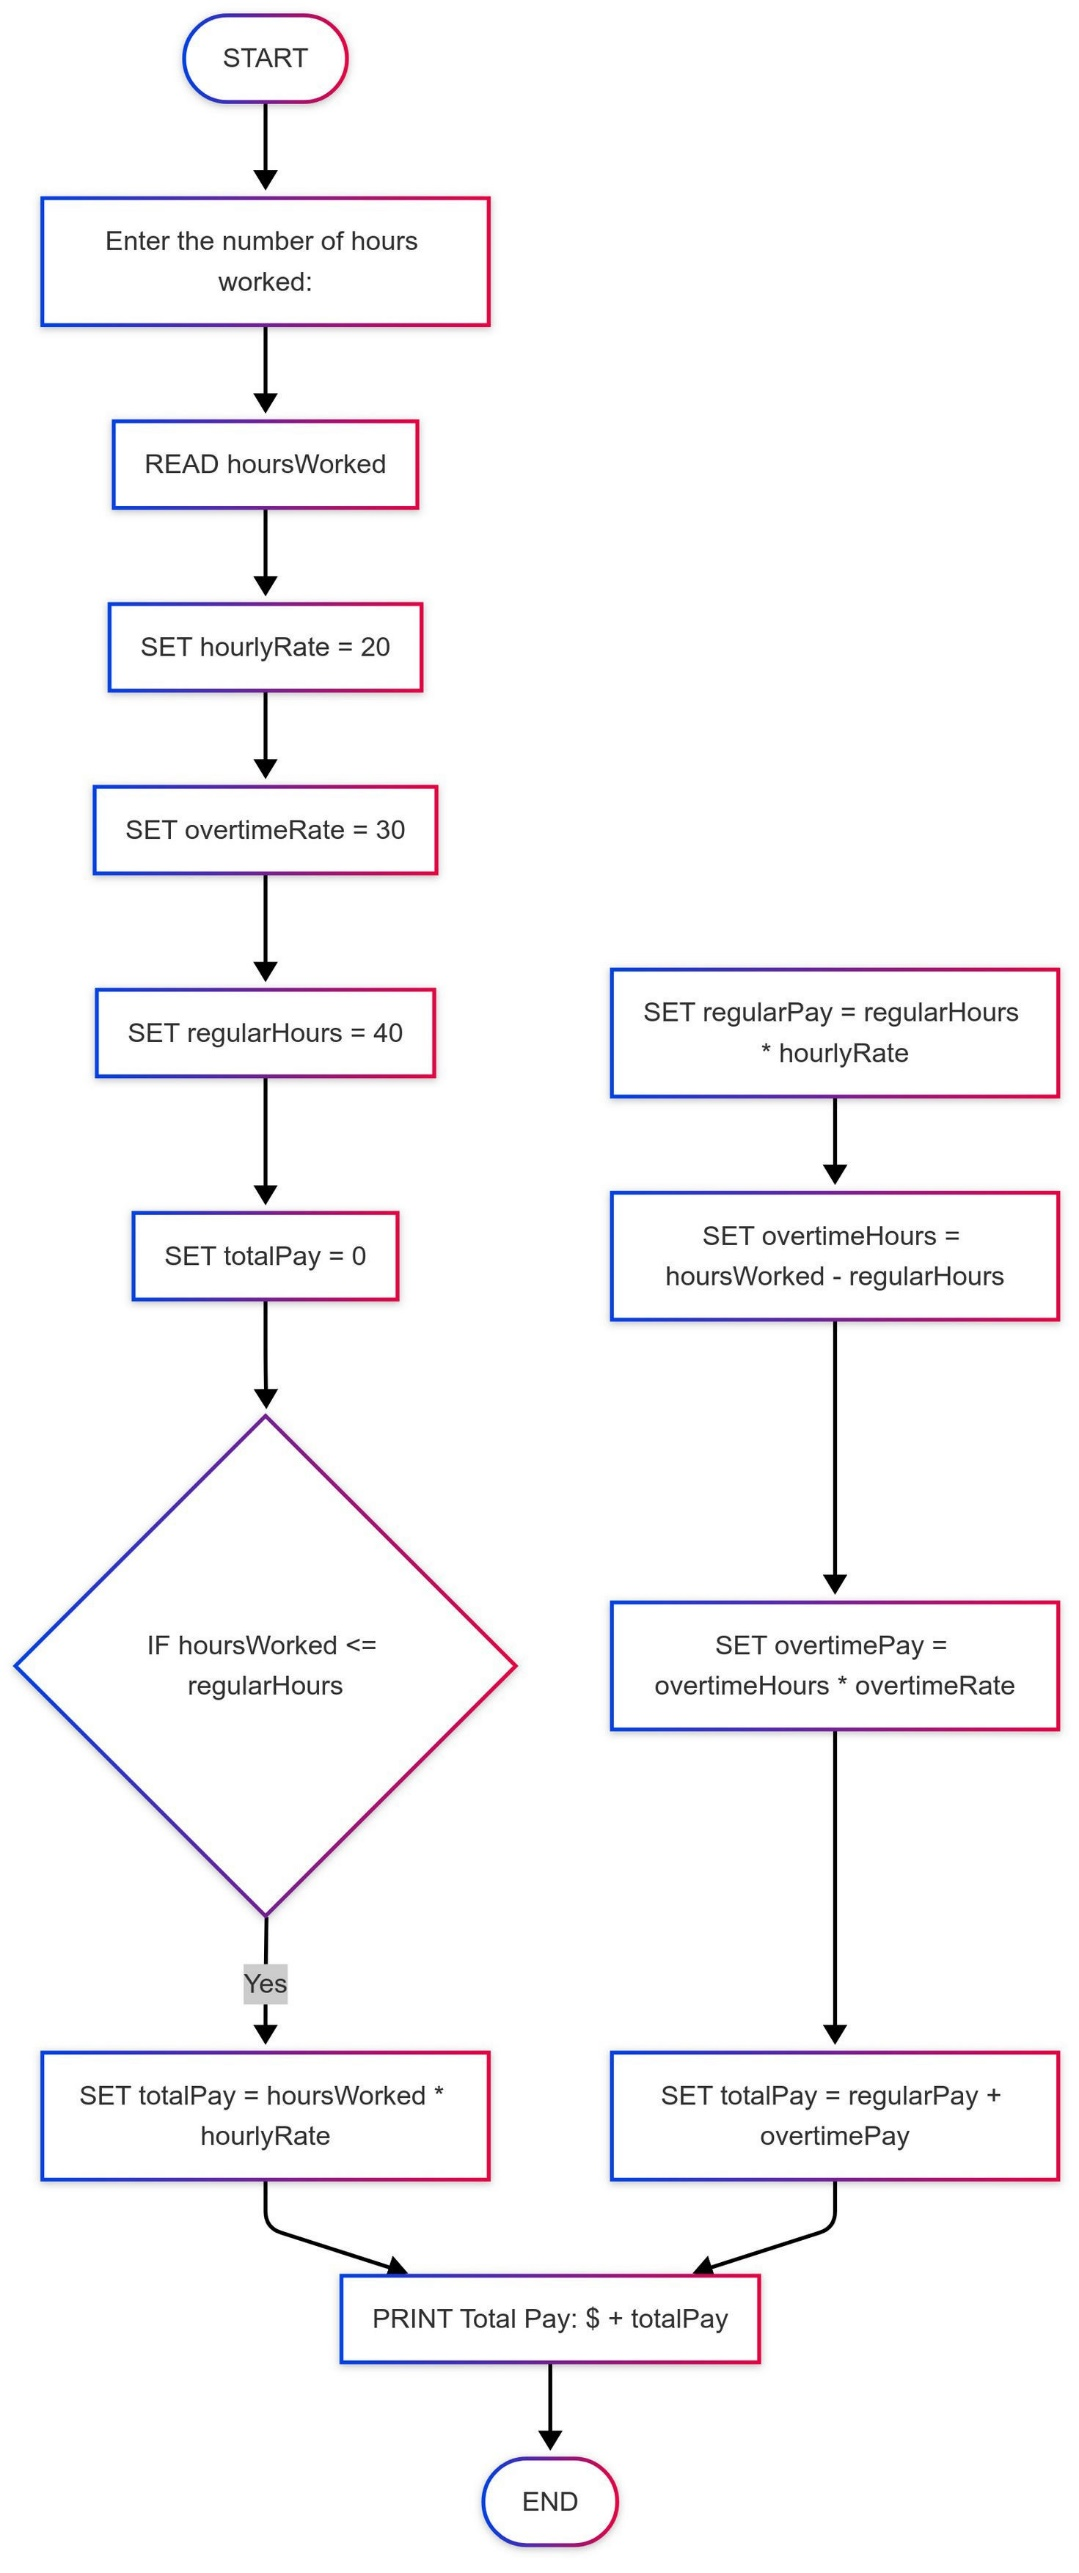 START
Enter the number of hours
worked:
READ hoursWorked
SET hourlyRate = 20
SET overtimeRate = 30
SET regularHours = 40
SET totalPay = 0
IF hoursWorked <=
regularHours
Yes
SET totalPay = hoursWorked *
hourlyRate
SET regularPay = regularHours
* hourlyRate
SET overtimeHours =
hoursWorked - regularHours
SET overtimePay =
overtimeHours * overtimeRate
SET totalPay = regularPay +
overtimePay
PRINT Total Pay: $ + totalPay
END